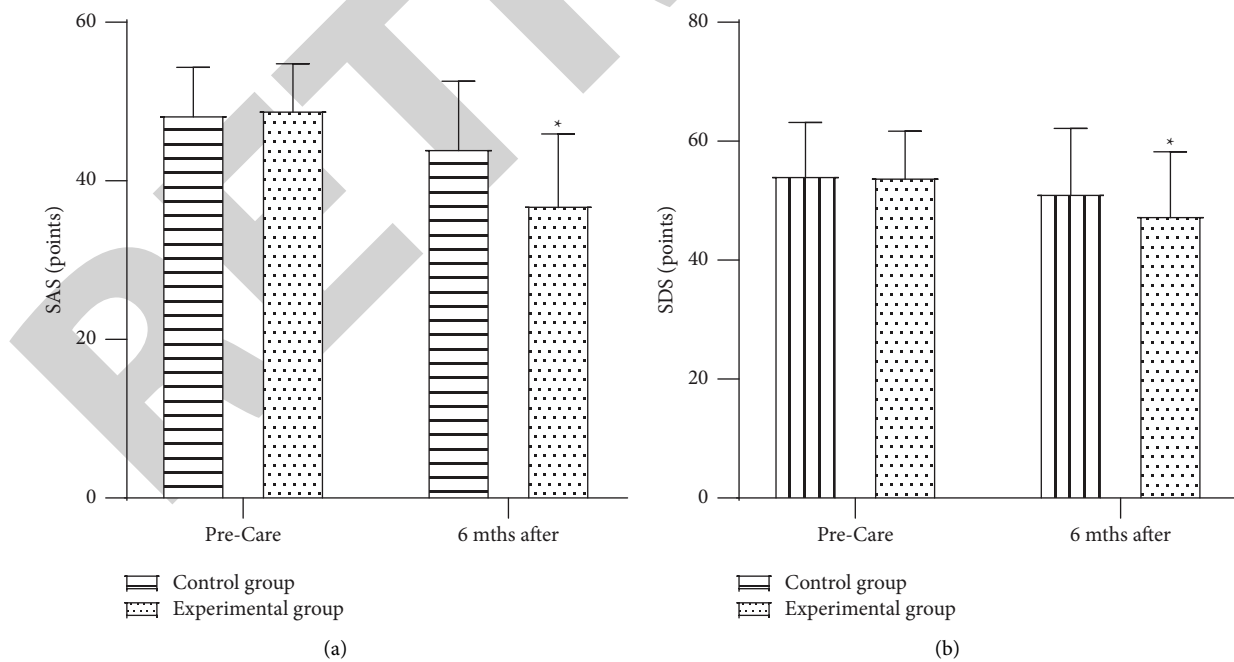 60
40
20
0
SAS (points)
*
Pre-Care
6 mths after
Control group
Experimental group
(a)
80
60
40
20
0
SDS (points)
*
Pre-Care
6 mths after
Control group
Experimental group
(b)